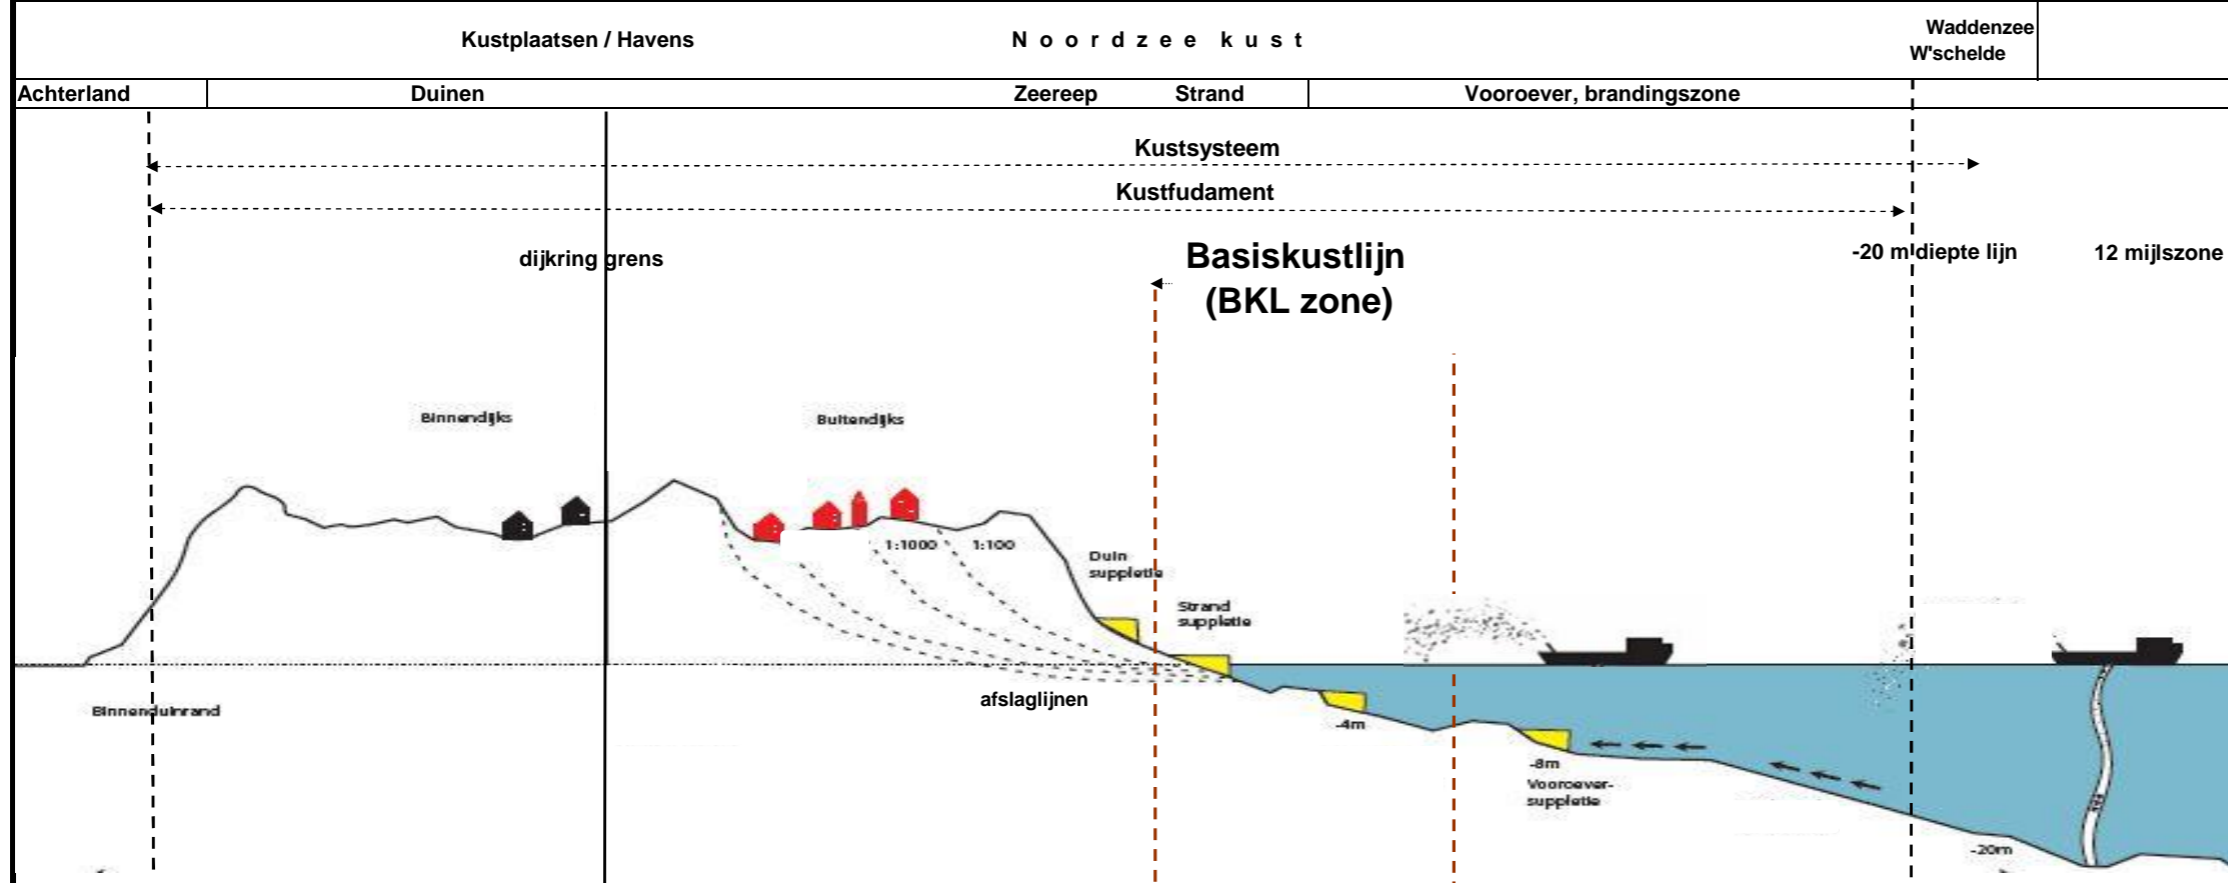 Kustplaatsen / Havens
Noordzee kust
Waddenzee
W'schelde
Achterland
Duinen
Zeereep
Strand
Vooroever, brandingszone
Kustsysteem
Kustfudament
dijkring grens
Basiskustlijn
(BKL zone)
-20 m diepte lijn
12 mijlszone
Binnendijks
Buitendijks
1:1000
1:100
Duin
suppletie
Strand
suppletie
afslaglijnen
Binnenduinrand
-4m
-8m
Vooroever-
suppletie
-20m